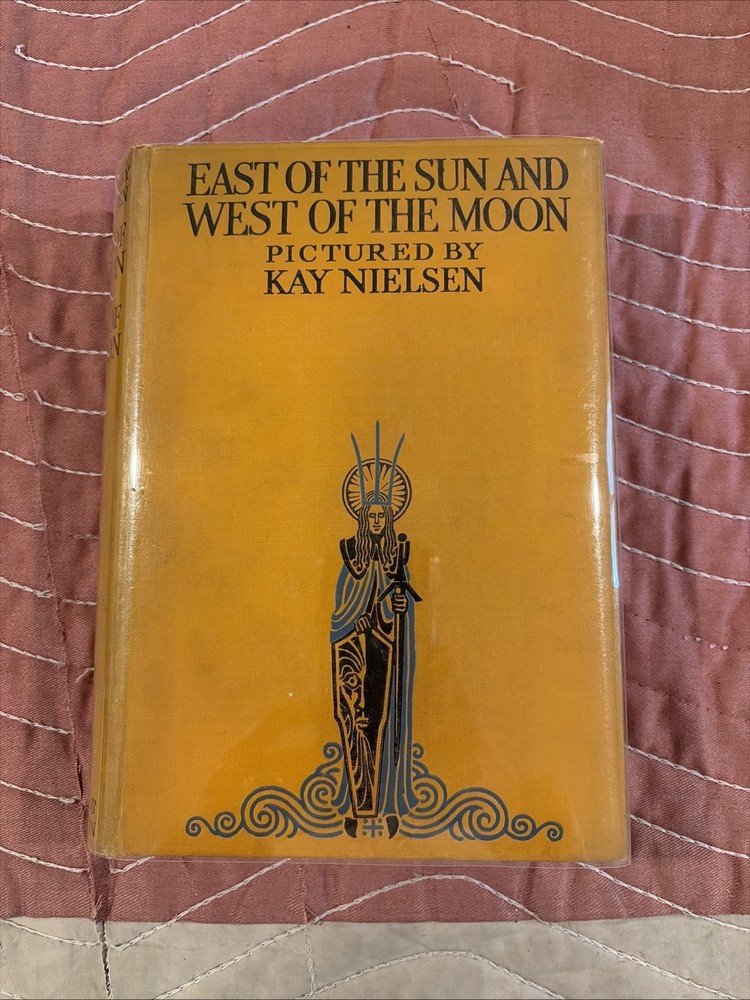 EAST OF THE SUN AND
WEST OF THE MOON
PICTURED BY
KAY NIELSEN